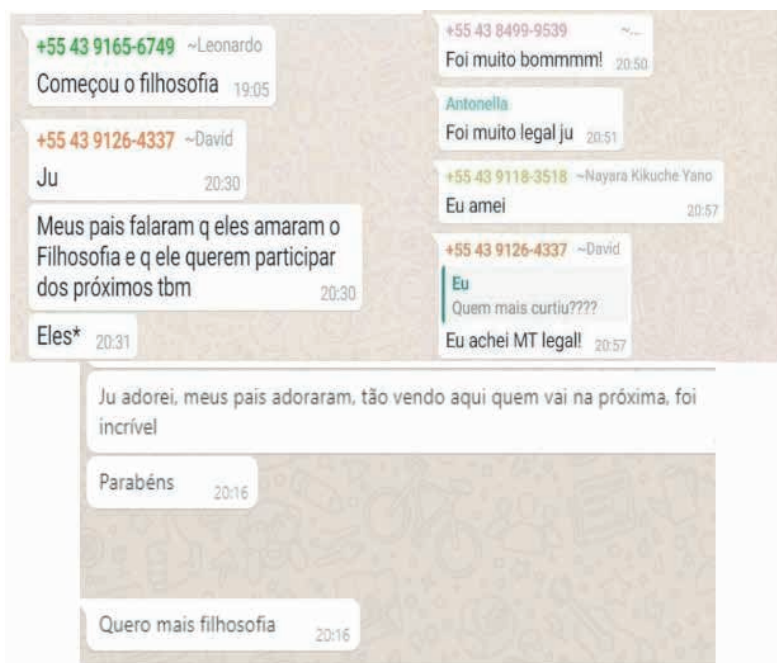 +55 43 9165-6749 ~Leonardo
Começou o filhosofia 19:05
+55 43 9126-4337 ~David
Ju
20:30
Meus pais falaram q eles amaram o
Filhosofia e q ele querem participar
dos próximos tbm
20:30
Eles* 20:31
+55 43 8499-9539 ~...
Foi muito bommmm! 20:50
Antonella
Foi muito legal ju 20:51
+55 43 9118-3518 ~Nayara Kikuche Yano
Eu amei
20:57
+55 43 9126-4337 ~David
Eu
Quem mais curtiu????
Eu achei MT legal! 20:57
Ju adorei, meus pais adoraram, tão vendo aqui quem vai na próxima, foi
incrível
Parabéns 20:16
Quero mais filhosofia 20:16